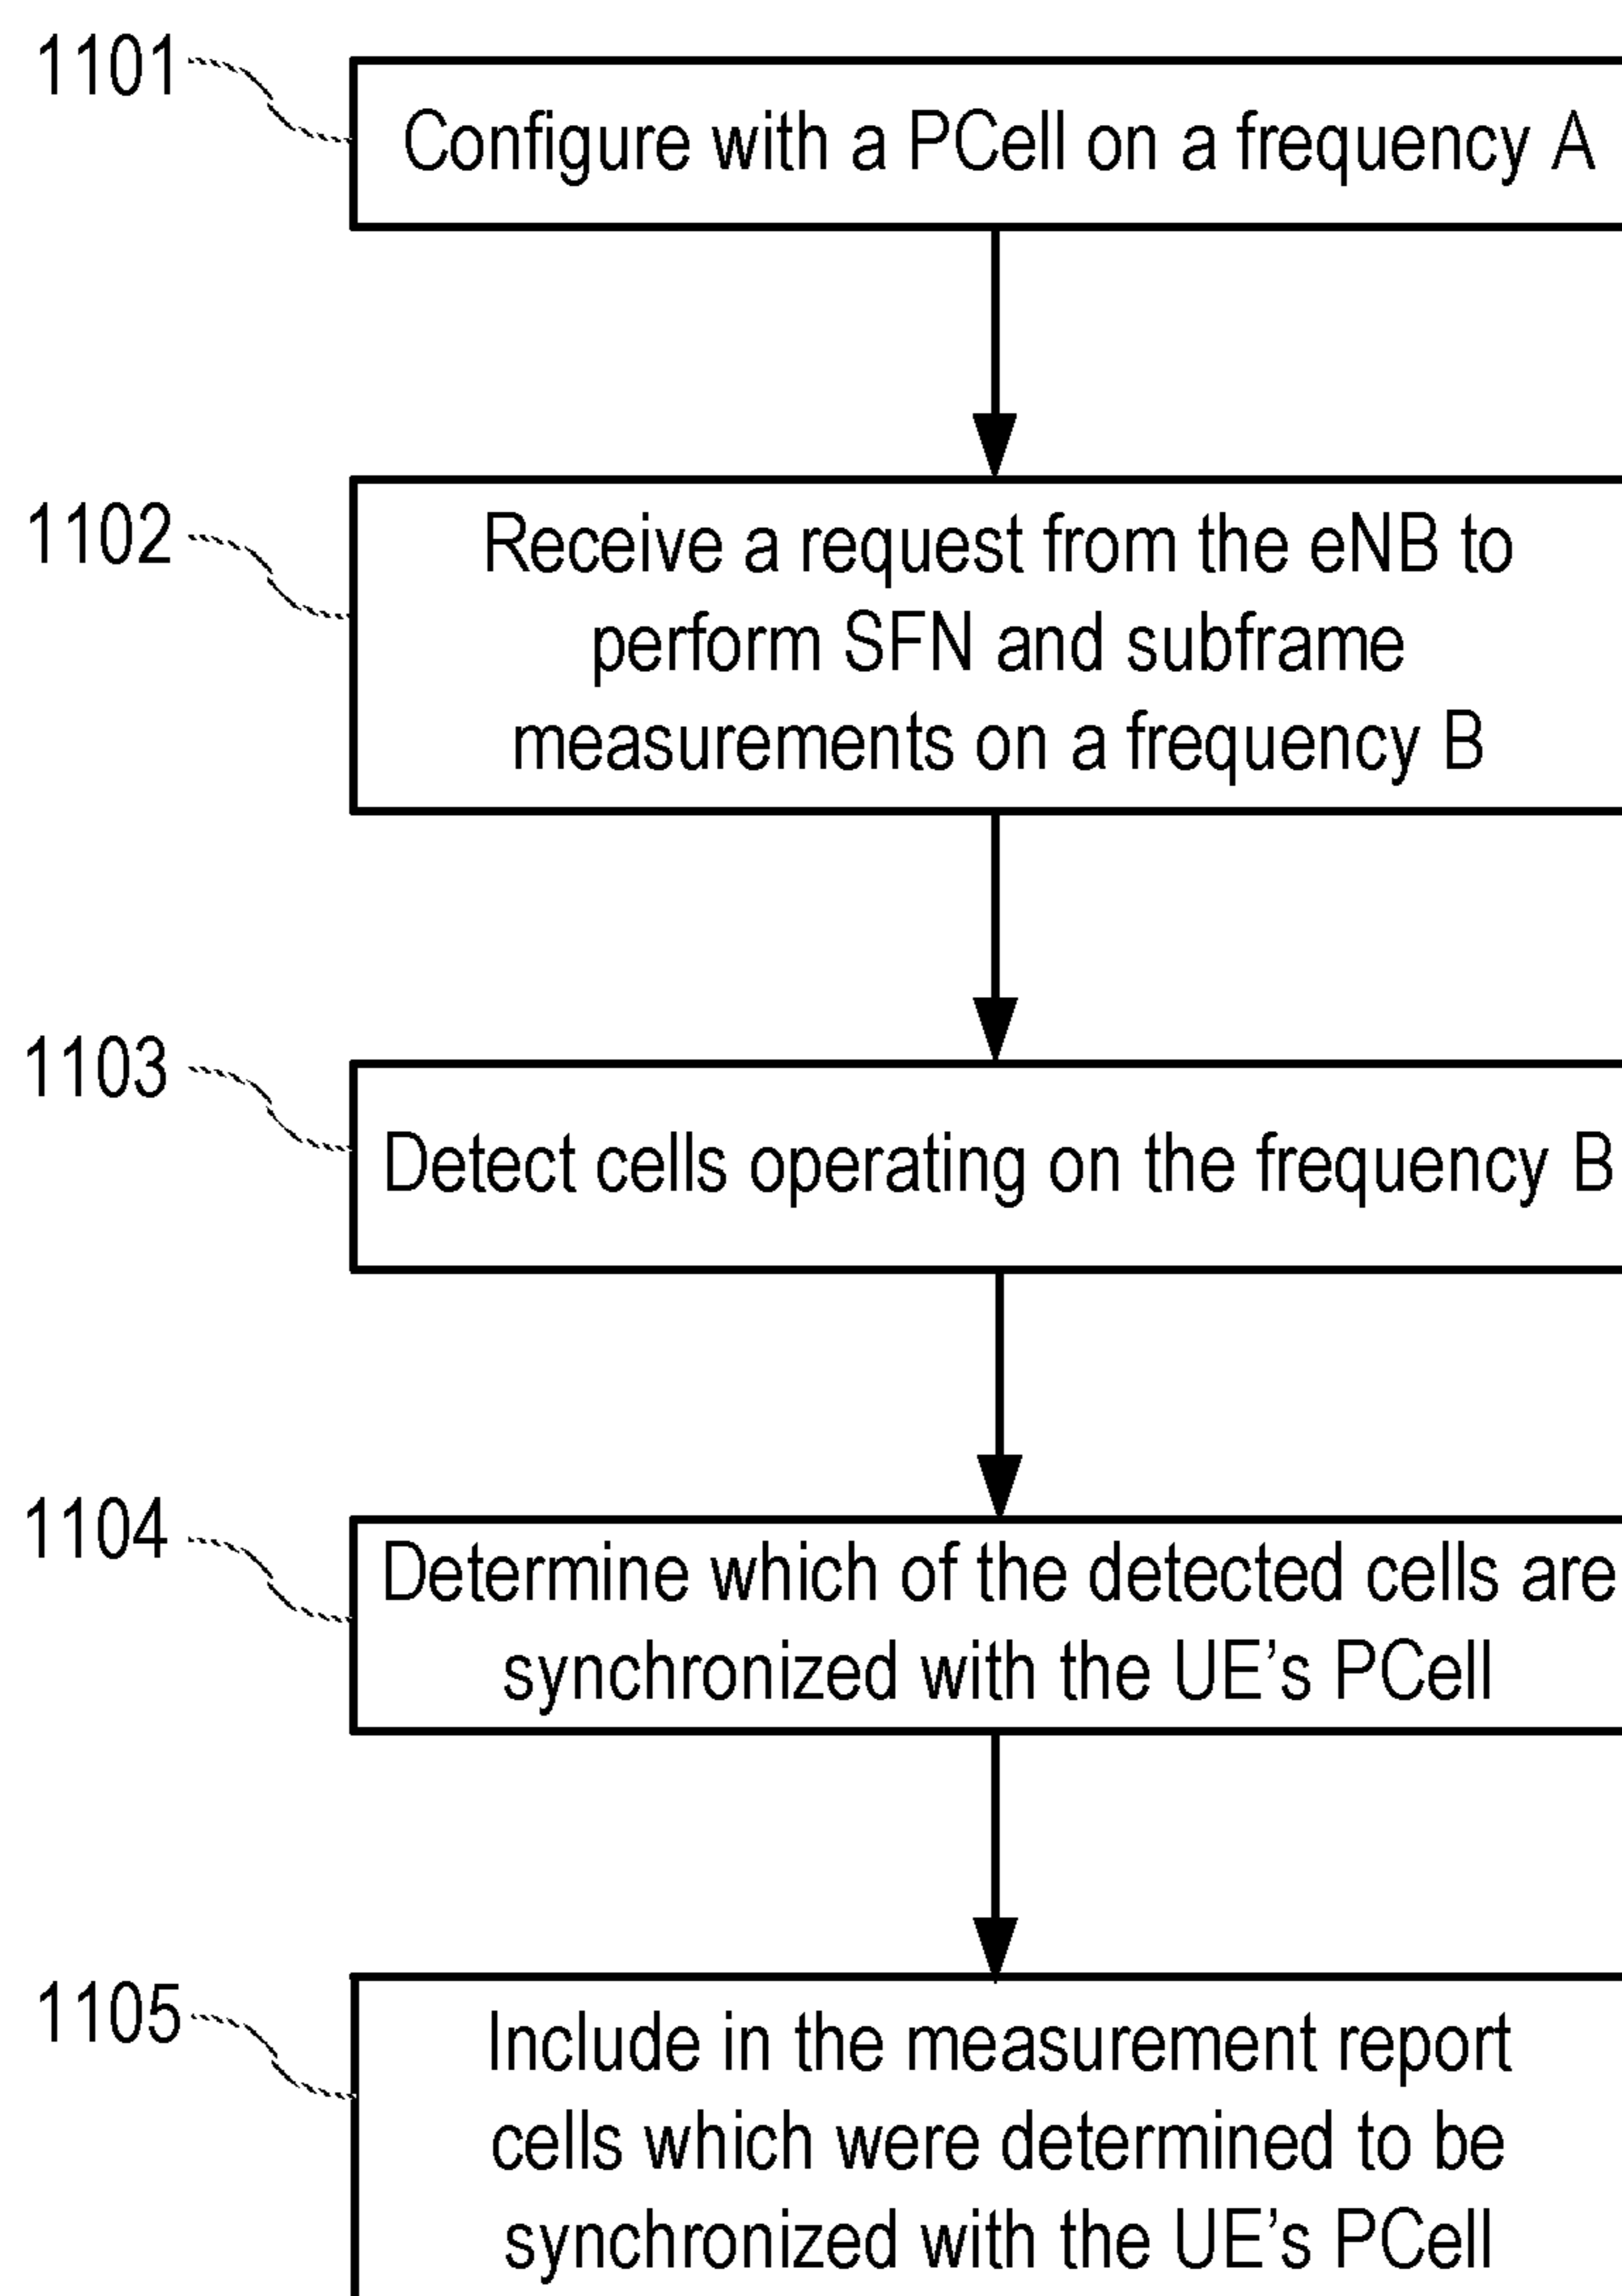 1101
Configure with a PCell on a frequency A
1102
Receive a request from the eNB to
perform SFN and subframe
measurements on a frequency B
1103
Detect cells operating on the frequency B
1104
Determine which of the detected cells are
synchronized with the UE’s PCell
1105
Include in the measurement report
cells which were determined to be
synchronized with the UE’s PCell